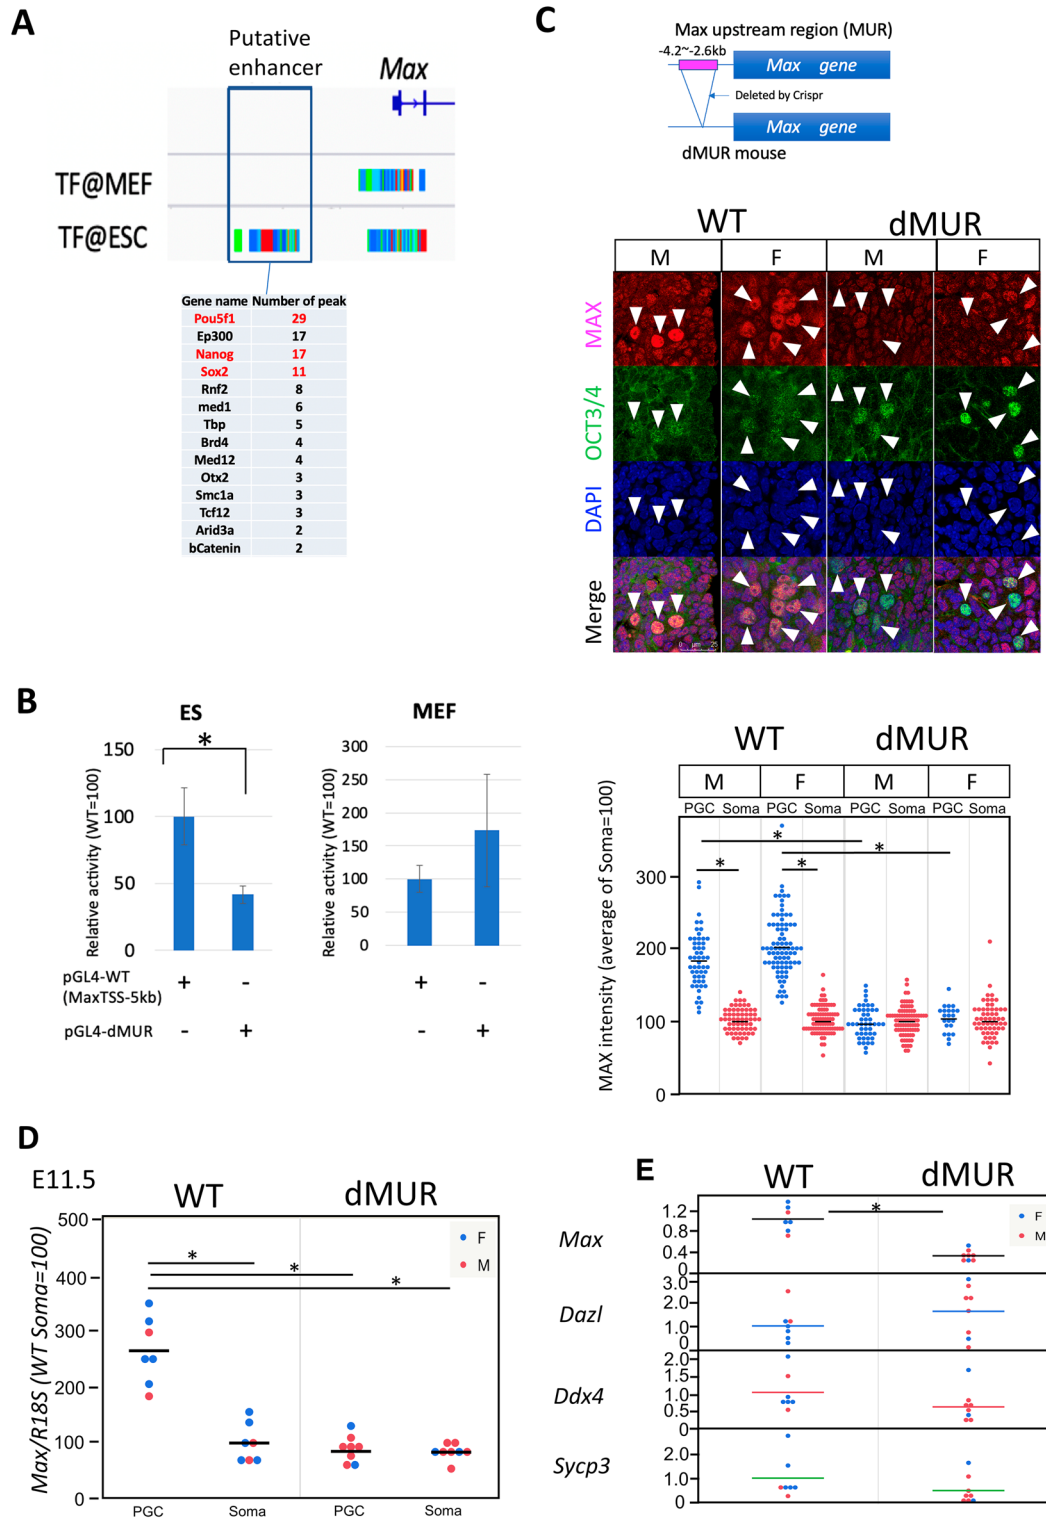 A
Putative
enhancer
Max
TF@MEF
TF@ESC
Gene name Number of peak
Pou5f1 29
Ep300 17
Nanog 17
Sox2 11
Rnf2 8
med1 6
Tbp 5
Brd4 4
Med12 4
Otx2 3
Smc1a 3
Tcf12 3
Arid3a 2
bCatenin 2
B
ES
*
150
100
50
0
Relative activity (WT=100)
MEF
300
250
200
150
100
50
0
Relative activity (WT=100)
pGL4-WT + - + -
(MaxTSS-5kb)
pGL4-dMUR - + - +
C
Max upstream region (MUR)
-4.2~-2.6kb
Max gene
Deleted by Crispr
Max gene
dMUR mouse
WT dMUR
M F M F
MAX
OCT3/4
DAPI
Merge
0 µm 25
WT dMUR
M F M F
PGC Soma PGC Soma PGC Soma PGC Soma
* * * *
300
200
100
0
MAX intensity (average of Soma=100)
D
E11.5
WT dMUR
500
400
300
200
100
0
Max/R18S (WT Soma=100)
F
M
* * *
PGC Soma PGC Soma
E
WT dMUR
F
M
*
Max
1.2
0.8
0.4
0
Dazl
3.0
2.0
1.0
0
Ddx4
2.0
1.5
1.0
0.5
Sycp3
2.0
1.0
0